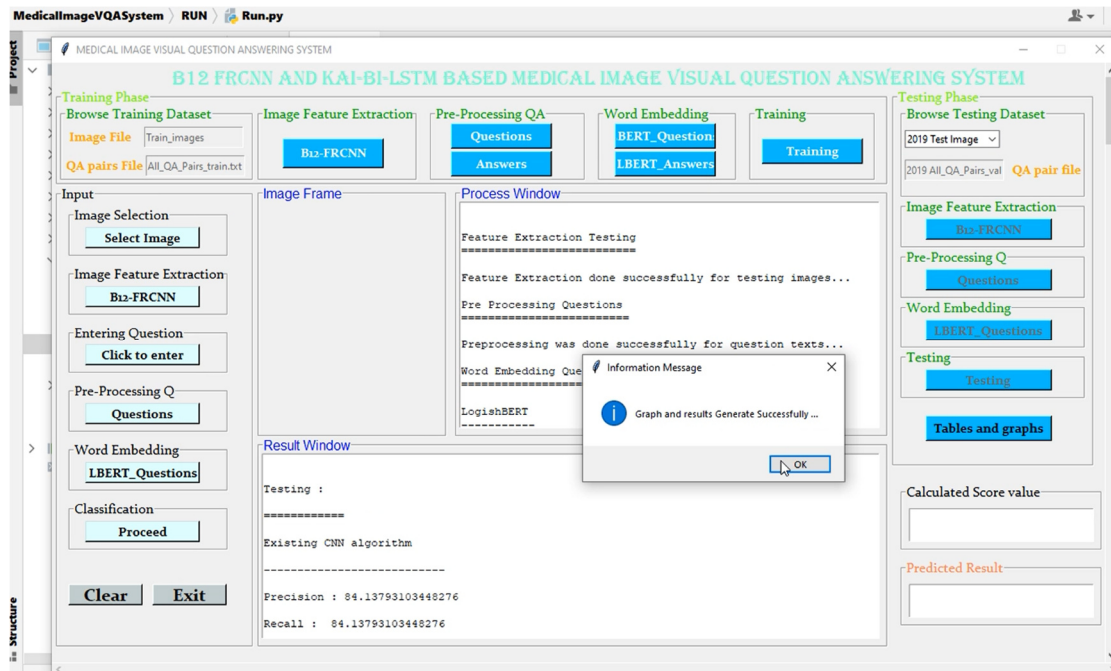 MedicalImageVQASystem
RUN
Run.py
Project
MEDICAL IMAGE VISUAL QUESTION ANSWERING SYSTEM
B12 FRCNN AND KAI-BI-LSTM BASED MEDICAL IMAGE VISUAL QUESTION ANSWERING SYSTEM
Training Phase
Browse Training Dataset
Image File
Train_images
QA pairs File
All_QA_Pairs_train.txt
Image Feature Extraction
B12-FRCNN
Pre-Processing QA
Questions
Answers
Word Embedding
BERT_Question
LBERT_Answers
Training
Training
Testing Phase
Browse Testing Dataset
2019 Test Image
2019 All_QA_Pairs_val
QA pair file
Image Feature Extraction
B12-FRCNN
Pre-Processing Q
Questions
Word Embedding
LBERT_Questions
Testing
Testing
Tables and graphs
Input
Image Selection
Select Image
Image Feature Extraction
B12-FRCNN
Entering Question
Click to enter
Pre-Processing Q
Questions
Word Embedding
LBERT_Questions
Classification
Proceed
Clear
Exit
Image Frame
Process Window
Feature Extraction Testing
==========================
Feature Extraction done successfully for testing images...
Pre Processing Questions
=========================
Preprocessing was done successfully for question texts...
Word Embedding Que
LogishBERT
-----------
Information Message
Graph and results Generate Successfully ...
OK
Result Window
Testing :
============
Existing CNN algorithm
---------------------------
Precision : 84.13793103448276
Recall : 84.13793103448276
Calculated Score value
Predicted Result
Structure